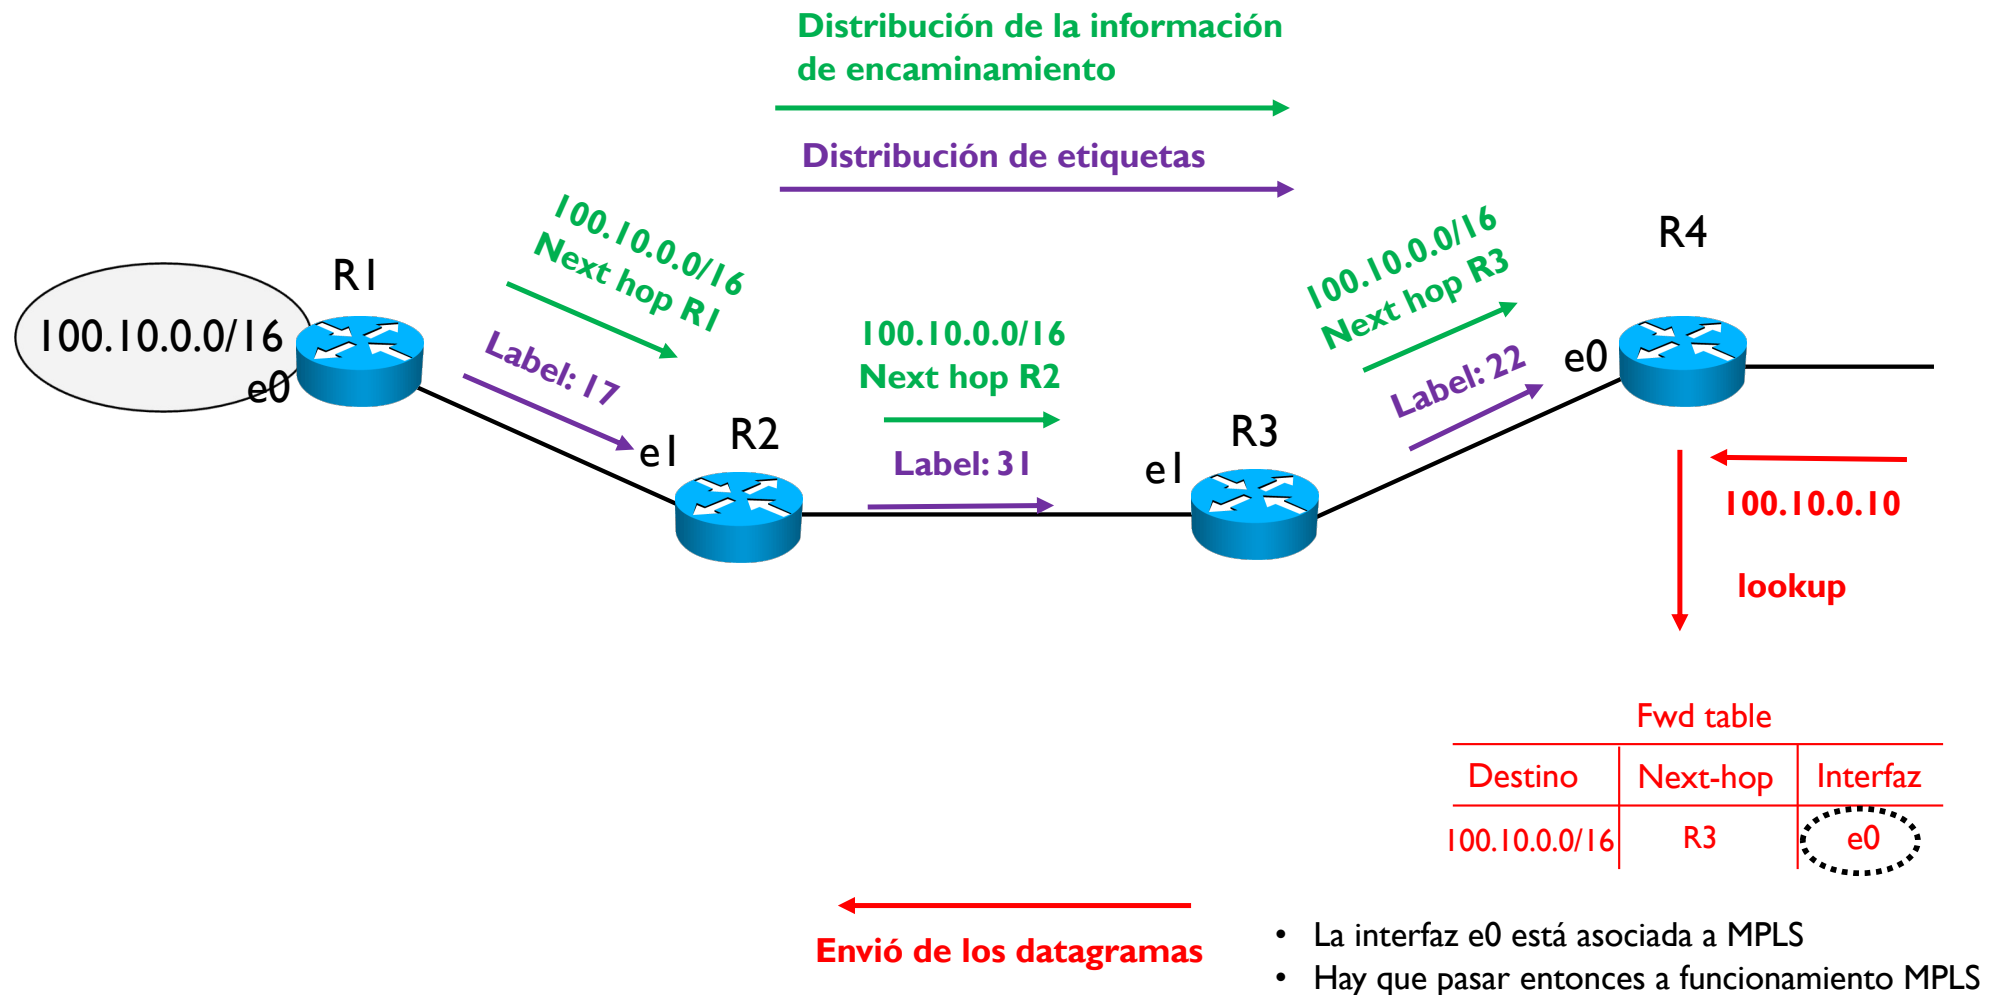 Distribución de la información
de encaminamiento
Distribución de etiquetas
100.10.0.0/16
Next hop R1
Label: 17
100.10.0.0/16
Next hop R2
Label: 31
100.10.0.0/16
Next hop R3
Label: 22
R4
R1
100.10.0.0/16
e0
e1
R2
e1
R3
e0
100.10.0.10
lookup
Fwd table
Destino Next-hop Interfaz
100.10.0.0/16 R3 e0
Envió de los datagramas
• La interfaz e0 está asociada a MPLS
• Hay que pasar entonces a funcionamiento MPLS